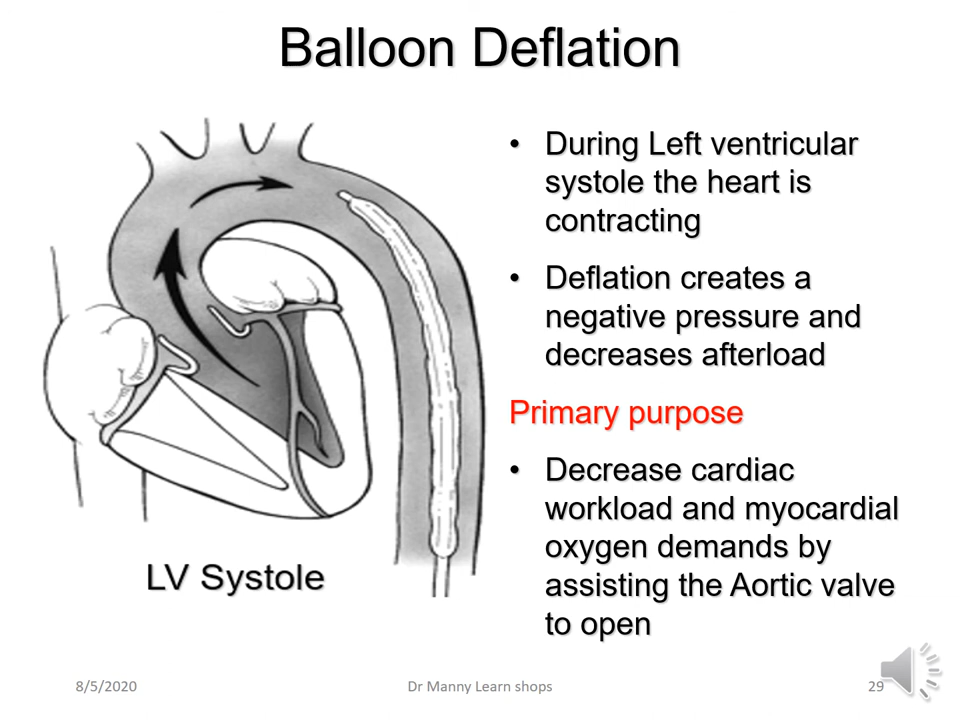 Balloon Deflation
• During Left ventricular
systole the heart is
contracting
• Deflation creates a
negative pressure and
decreases afterload
Primary purpose
• Decrease cardiac
workload and myocardial
oxygen demands by
assisting the Aortic valve
to open
LV Systole
8/5/2020
Dr Manny Learn shops
29